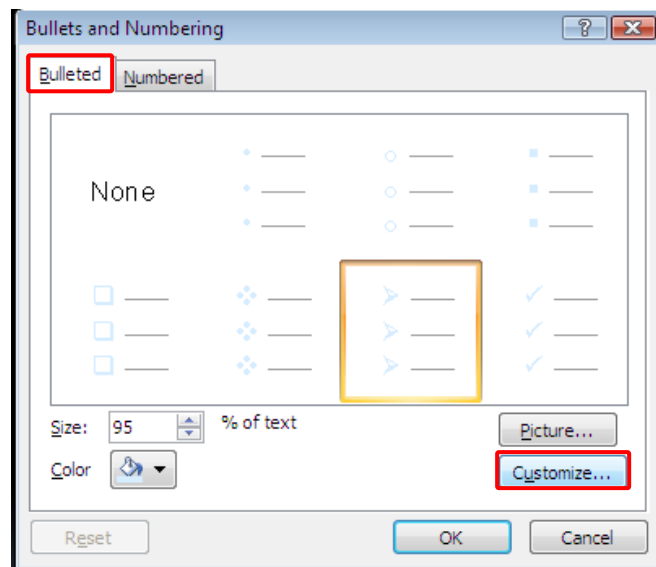 Bullets and Numbering
Bulleted Numbered
None
Size: 95 % of text
Picture...
Color
Customize...
Reset OK Cancel